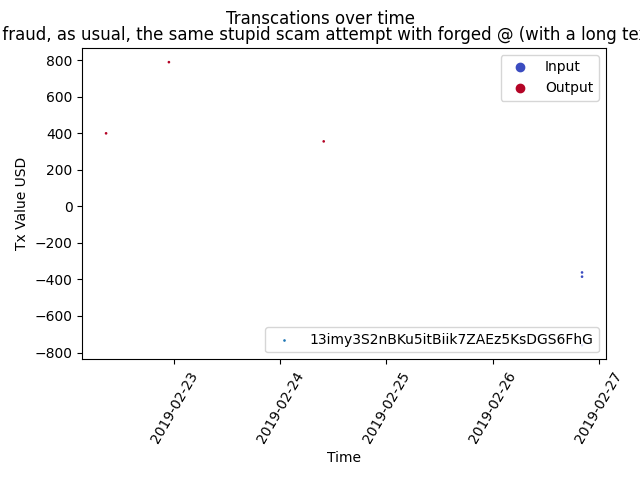 Transcations over time
fraud, as usual, the same stupid scam attempt with forged @ (with a long
800
600
400
200
0
−200
−400
−600
−800
Tx Value USD
Input
Output
13imy3S2nBKu5itBiik7ZAEz5KsDGS6FhG
2019-02-23
2019-02-24
2019-02-25
2019-02-26
2019-02-27
Time